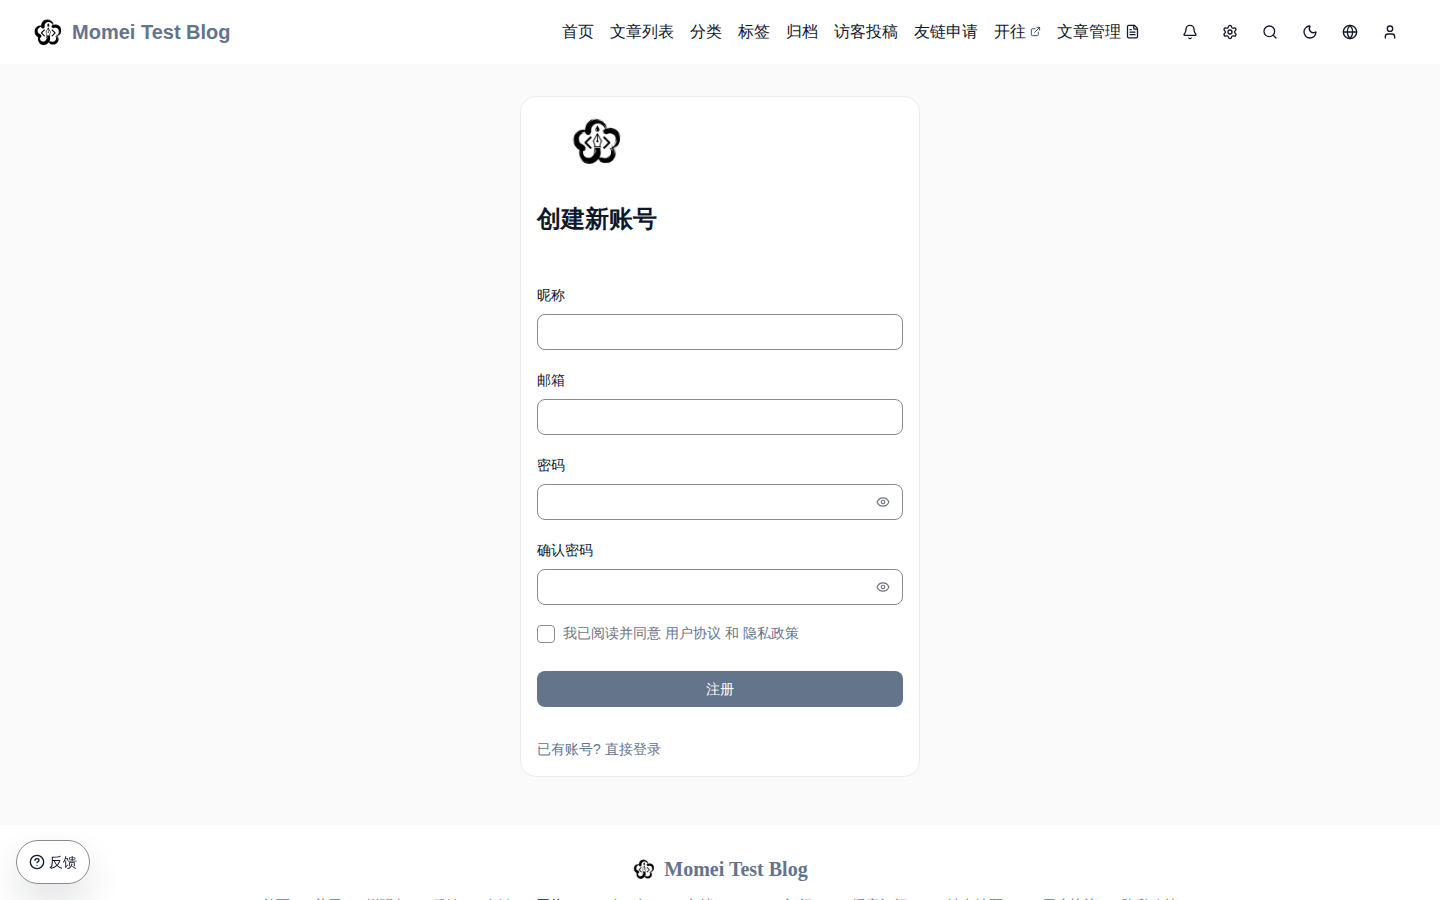 Momei Test Blog
首页 文章列表 分类 标签 归档 访客投稿 友链申请 开往 文章管理
创建新账号
昵称
邮箱
密码
确认密码
我已阅读并同意 用户协议 和 隐私政策
注册
已有账号? 直接登录
反馈
Momei Test Blog